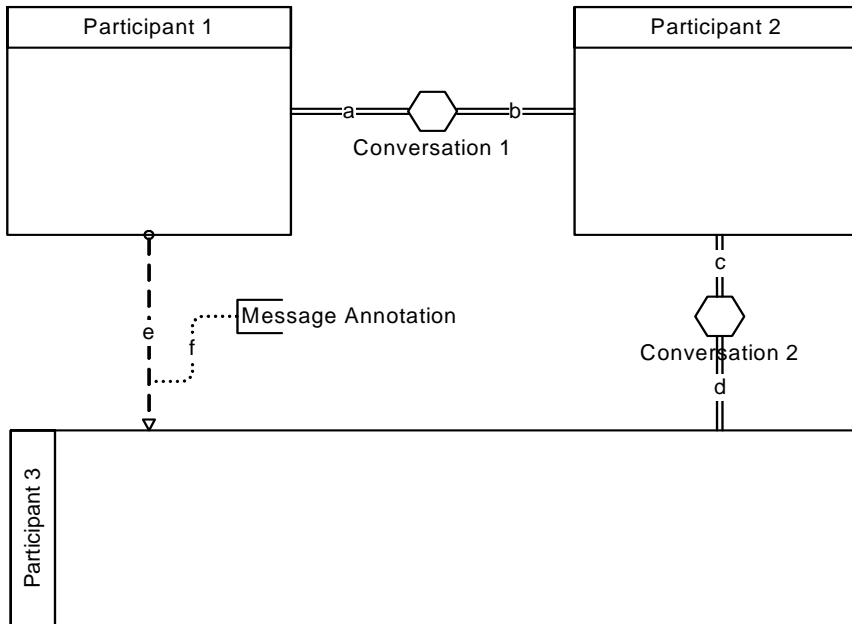 Participant 1
Participant 2
a
b
Conversation 1
c
Message Annotation
e
f
Conversation 2
d
Participant 3